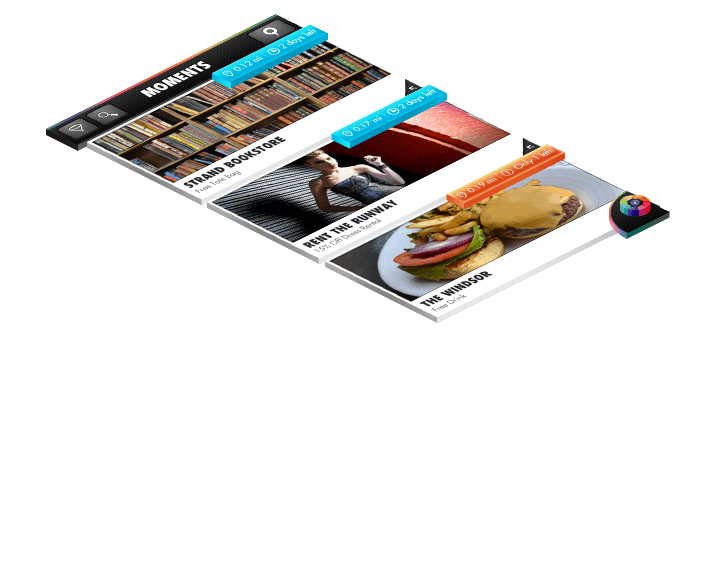 MOMENTS
0.12 mi 2 days left
STRAND BOOKSTORE
Free Tote Bag
0.17 mi 2 days left
RENT THE RUNWAY
15% Off Dress Rental
0.19 mi Only 1 left
THE WINDSOR
Free Drink